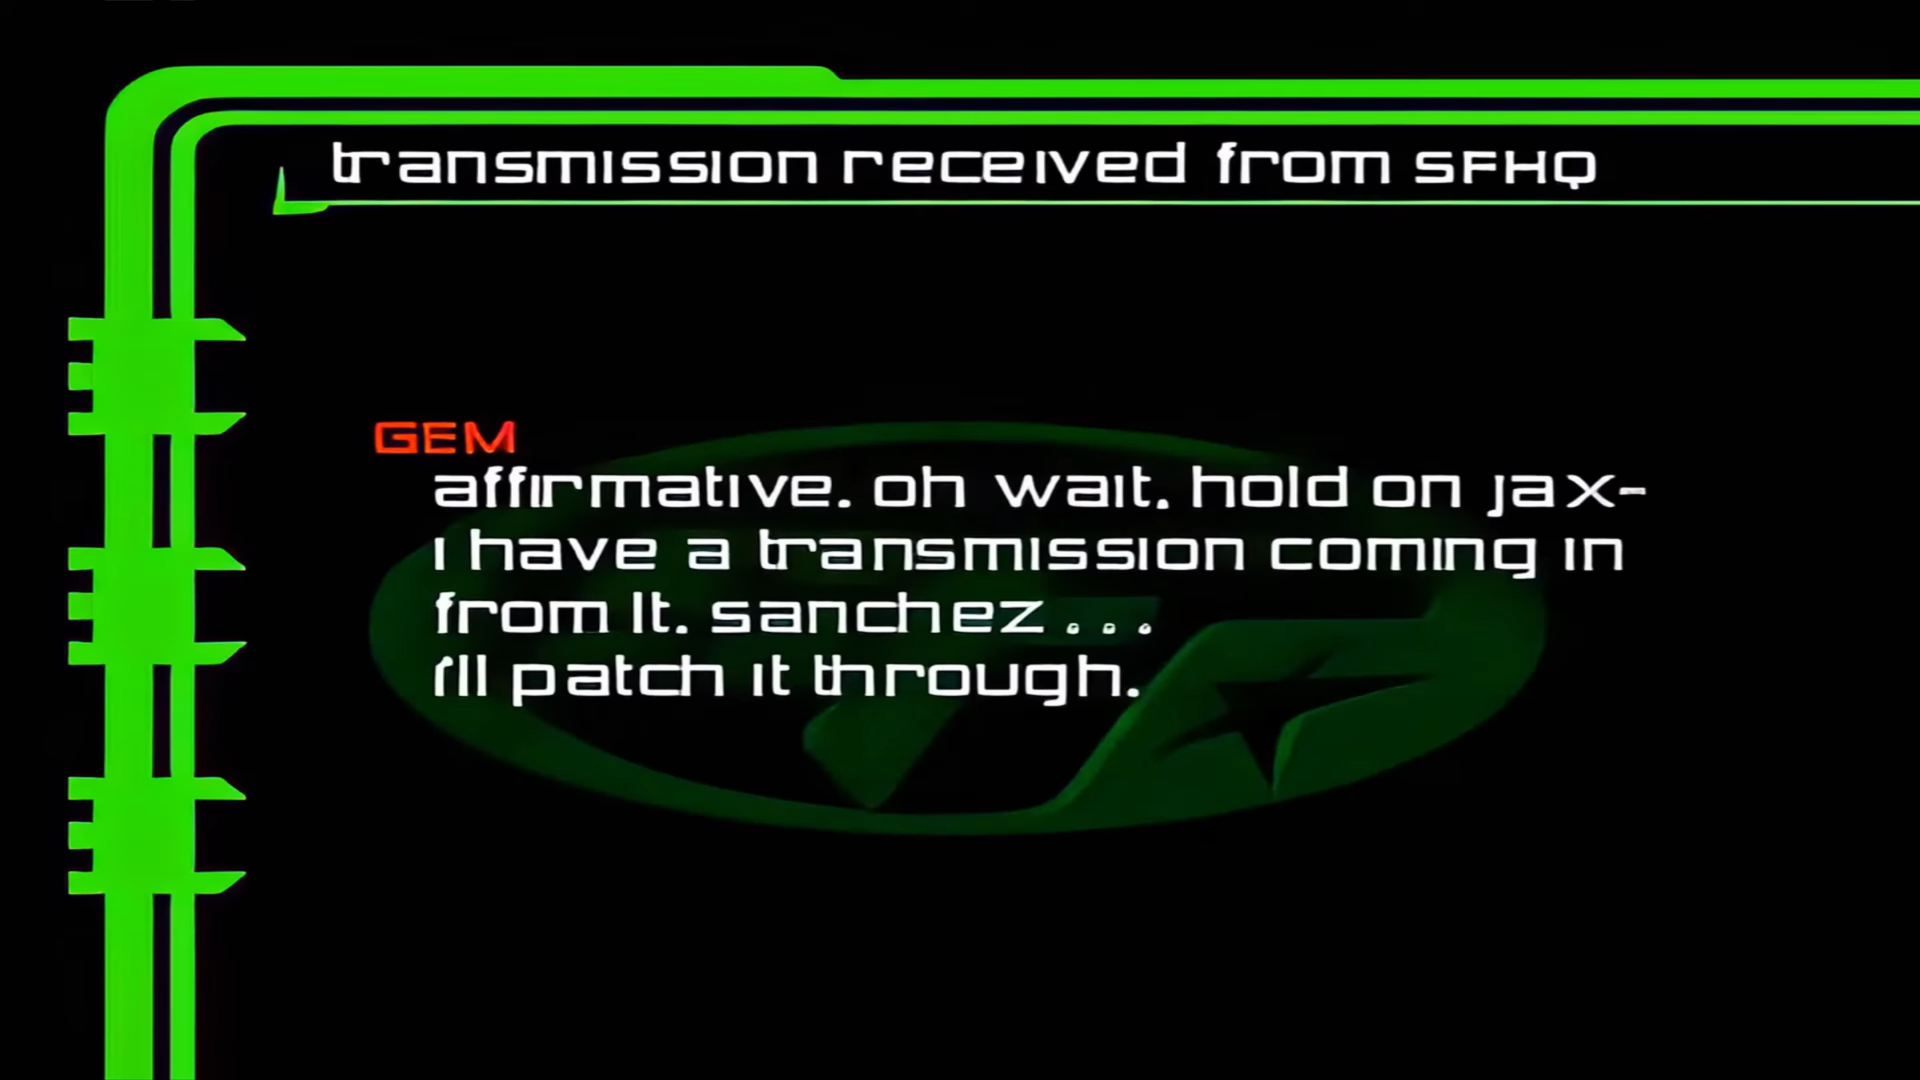 transmission received from SFHQ
GEM
affirmative. oh wait. hold on jax-
i have a transmission coming in
from lt. sanchez...
i'll patch it through.